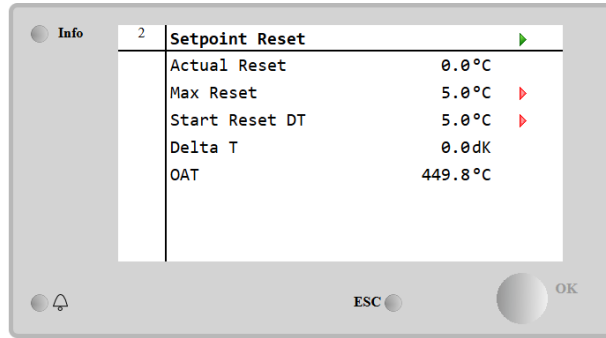 Info
2 Setpoint Reset
Actual Reset 0.0°C
Max Reset 5.0°C
Start Reset DT 5.0°C
Delta T 0.0dK
OAT 449.8°C
ESC OK